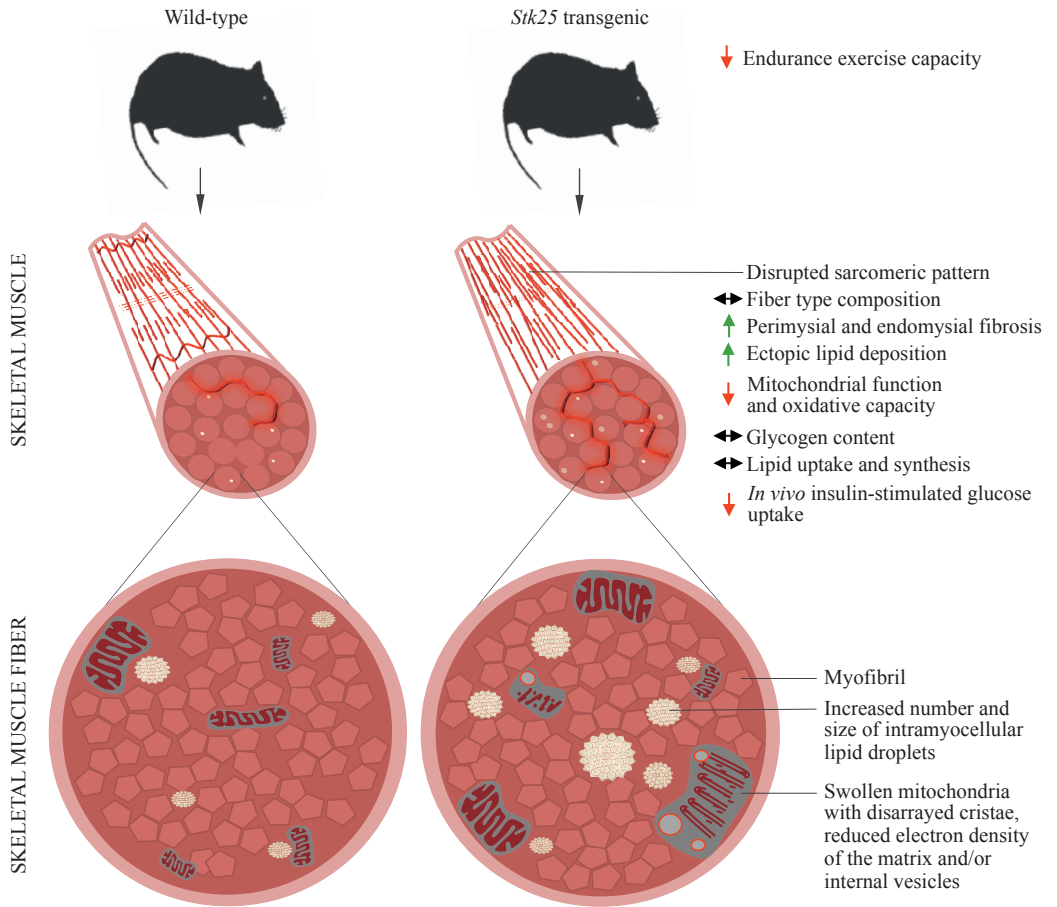 Wild-type
Stk25 transgenic
Endurance exercise capacity
SKELETAL MUSCLE
Disrupted sarcomeric pattern
Fiber type composition
Perimysial and endomysial fibrosis
Ectopic lipid deposition
Mitochondrial function
and oxidative capacity
Glycogen content
Lipid uptake and synthesis
In vivo insulin-stimulated glucose
uptake
SKELETAL MUSCLE FIBER
Myofibril
Increased number and
size of intramyocellular
lipid droplets
Swollen mitochondria
with disarrayed cristae,
reduced electron density
of the matrix and/or
internal vesicles